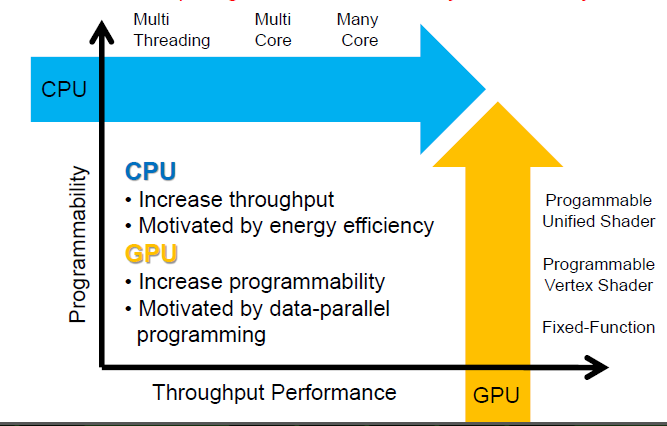 Multi
Threading
Multi
Core
Many
Core
CPU
CPU
• Increase throughput
• Motivated by energy efficiency
GPU
• Increase programmability
• Motivated by data-parallel
programming
Programmability
Progammable
Unified Shader
Programmable
Vertex Shader
Fixed-Function
Throughput Performance
GPU